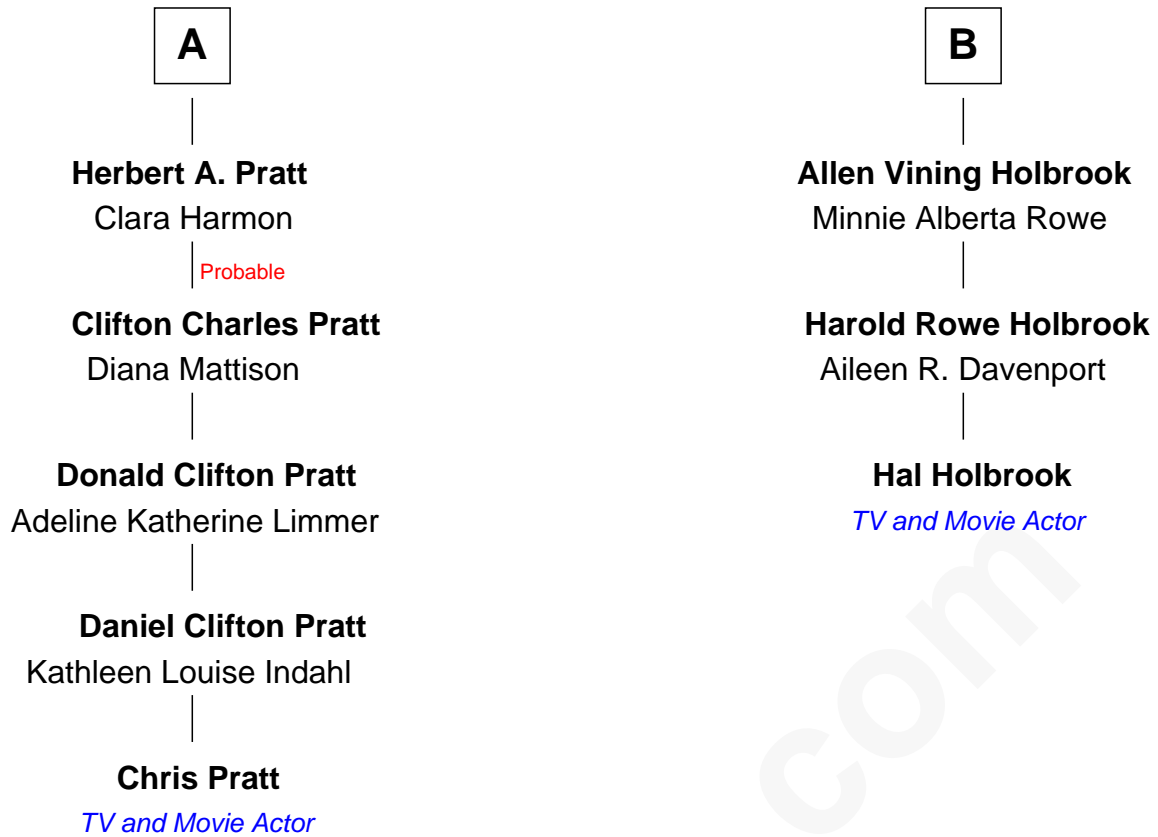 A
Herbert A. Pratt
Clara Harmon
Probable
Clifton Charles Pratt
Diana Mattison
Donald Clifton Pratt
Adeline Katherine Limmer
Daniel Clifton Pratt
Kathleen Louise Indahl
Chris Pratt
TV and Movie Actor
B
Allen Vining Holbrook
Minnie Alberta Rowe
Harold Rowe Holbrook
Aileen R. Davenport
Hal Holbrook
TV and Movie Actor
com